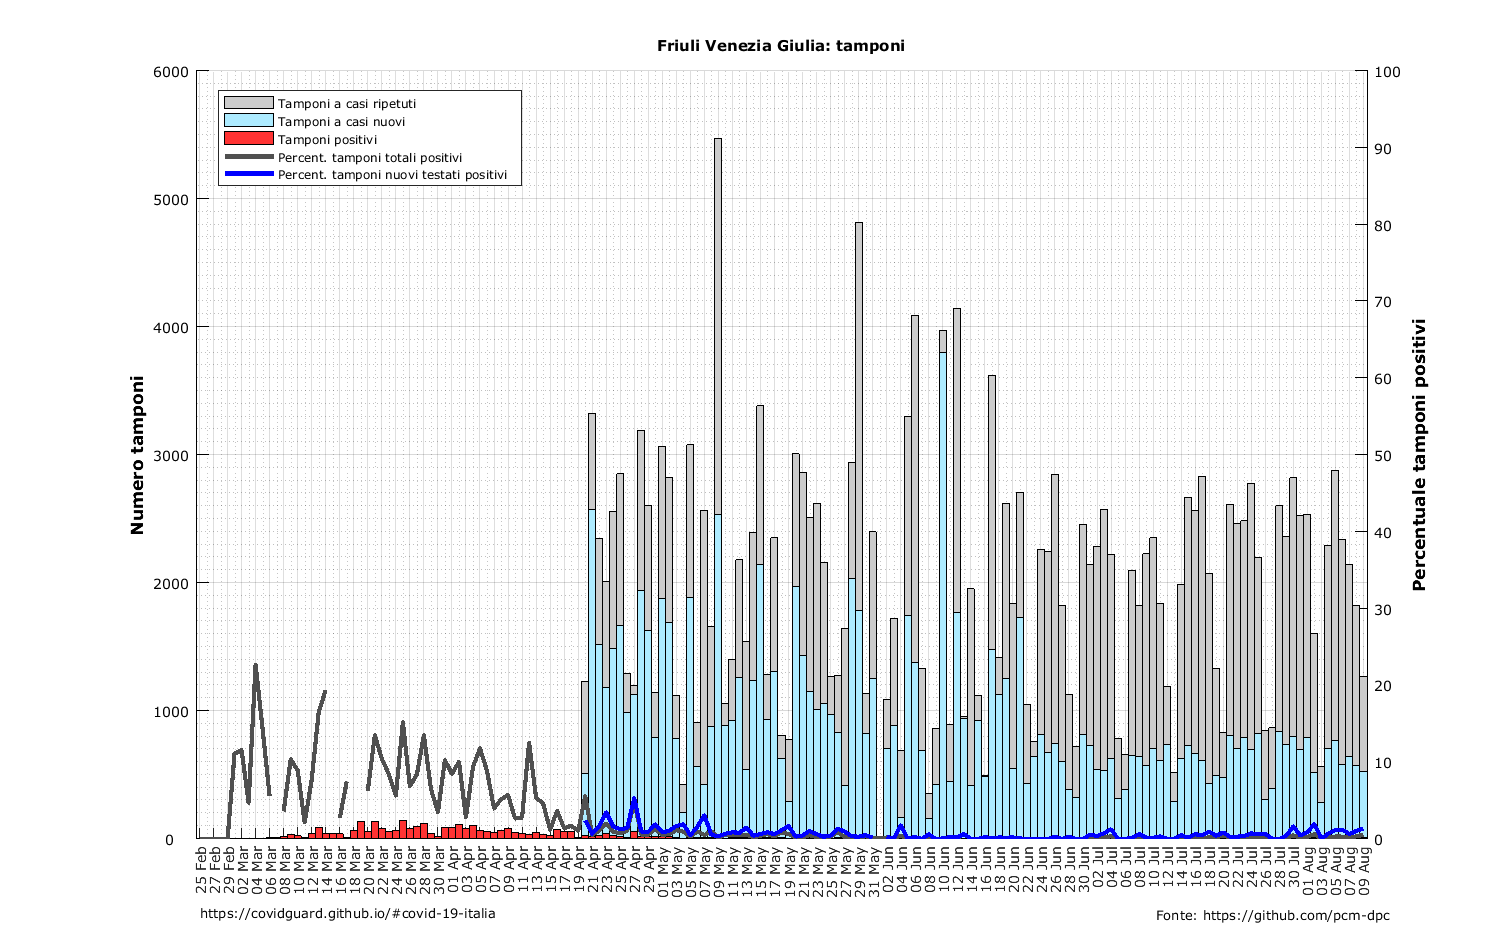 Friuli Venezia Giulia: tamponi
6000
5000
4000
3000
2000
1000
0
Numero tamponi
Tamponi a casi ripetuti
Tamponi a casi nuovi
Tamponi positivi
Percent. tamponi totali positivi
Percent. tamponi nuovi testati positivi
100
90
80
70
60
50
40
30
20
10
0
Percentuale tamponi positivi
25 Feb
27 Feb
29 Feb
02 Mar
04 Mar
06 Mar
08 Mar
10 Mar
12 Mar
14 Mar
16 Mar
18 Mar
20 Mar
22 Mar
24 Mar
26 Mar
28 Mar
30 Mar
01 Apr
03 Apr
05 Apr
07 Apr
09 Apr
11 Apr
13 Apr
15 Apr
17 Apr
19 Apr
21 Apr
23 Apr
25 Apr
27 Apr
29 Apr
01 May
03 May
05 May
07 May
09 May
11 May
13 May
15 May
17 May
19 May
21 May
23 May
25 May
27 May
29 May
31 May
02 Jun
04 Jun
06 Jun
08 Jun
10 Jun
12 Jun
14 Jun
16 Jun
18 Jun
20 Jun
22 Jun
24 Jun
26 Jun
28 Jun
30 Jun
02 Jul
04 Jul
06 Jul
08 Jul
10 Jul
12 Jul
14 Jul
16 Jul
18 Jul
20 Jul
22 Jul
24 Jul
26 Jul
28 Jul
30 Jul
01 Aug
03 Aug
05 Aug
07 Aug
09 Aug
https://covidguard.github.io/#covid-19-italia
Fonte: https://github.com/pcm-dpc